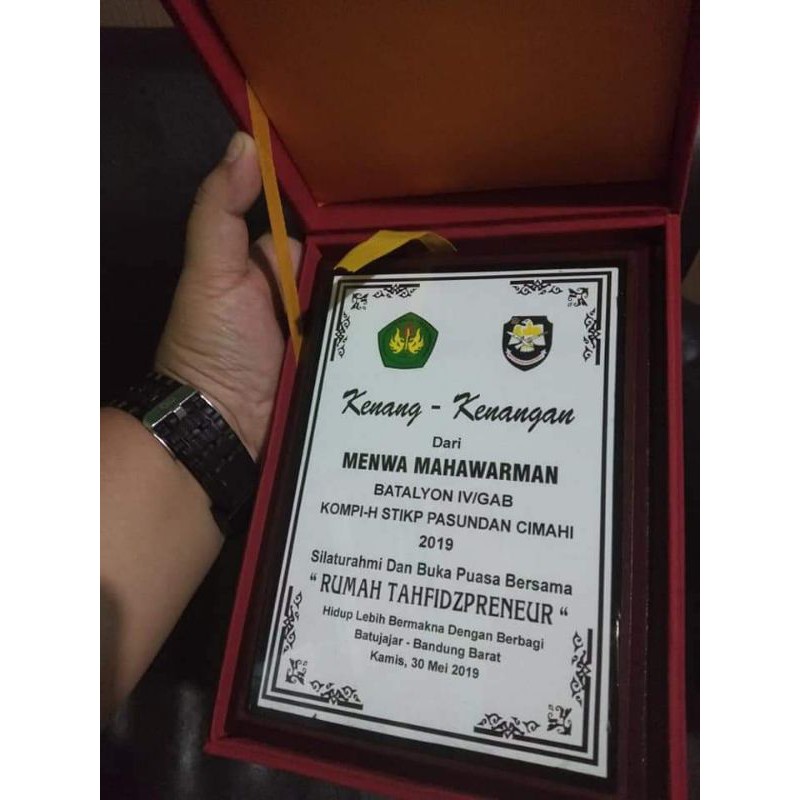 Kenang - Kenangan
Dari
MENWA MAHAWARMAN
BATALYON IV/GAB
KOMPI-H STIKP PASUNDAN CIMAHI
2019
Silaturahmi Dan Buka Puasa Bersama
“ RUMAH TAHFIDZPRENEUR “
Hidup Lebih Bermakna Dengan Berbagi
Batujajar - Bandung Barat
Kamis, 30 Mei 2019